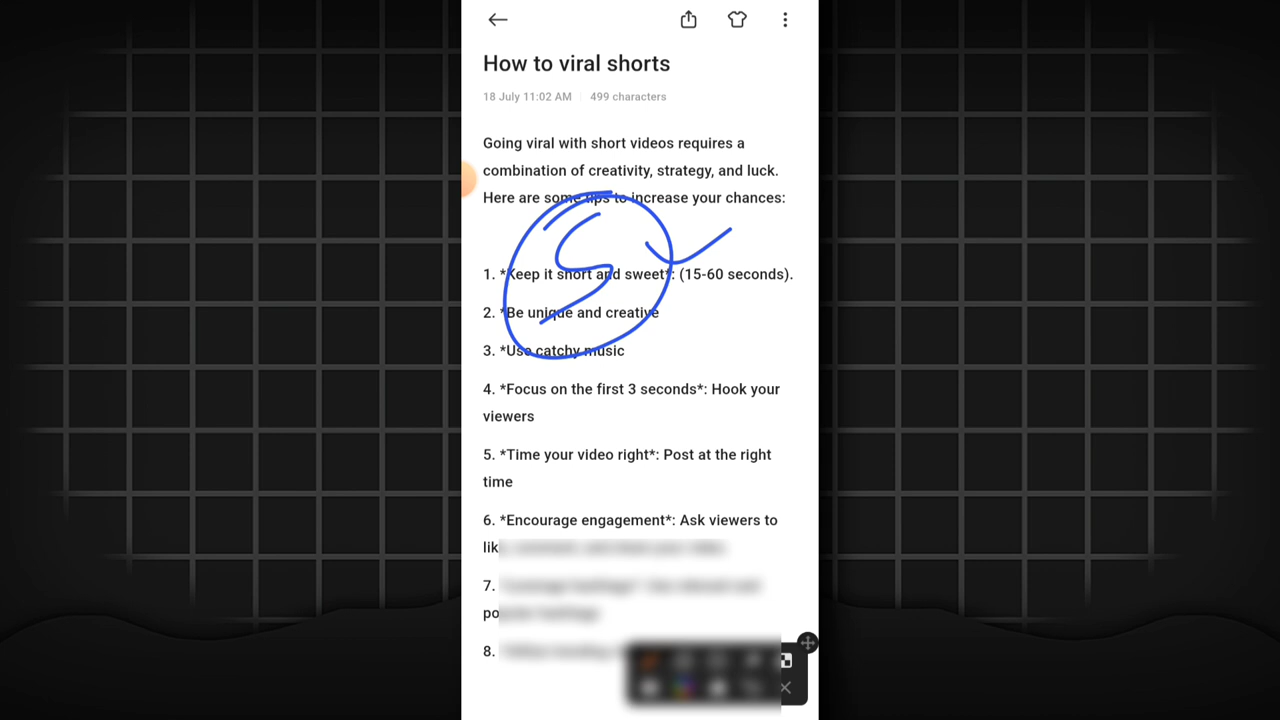 How to viral shorts
18 July 11:02 AM | 499 characters
Going viral with short videos requires a
combination of creativity, strategy, and luck.
Here are some tips to increase your chances:
1. *Keep it short and sweet*: (15-60 seconds).
2. *Be unique and creative
3. *Use catchy music
4. *Focus on the first 3 seconds*: Hook your
viewers
5. *Time your video right*: Post at the right
time
6. *Encourage engagement*: Ask viewers to
7.
8.